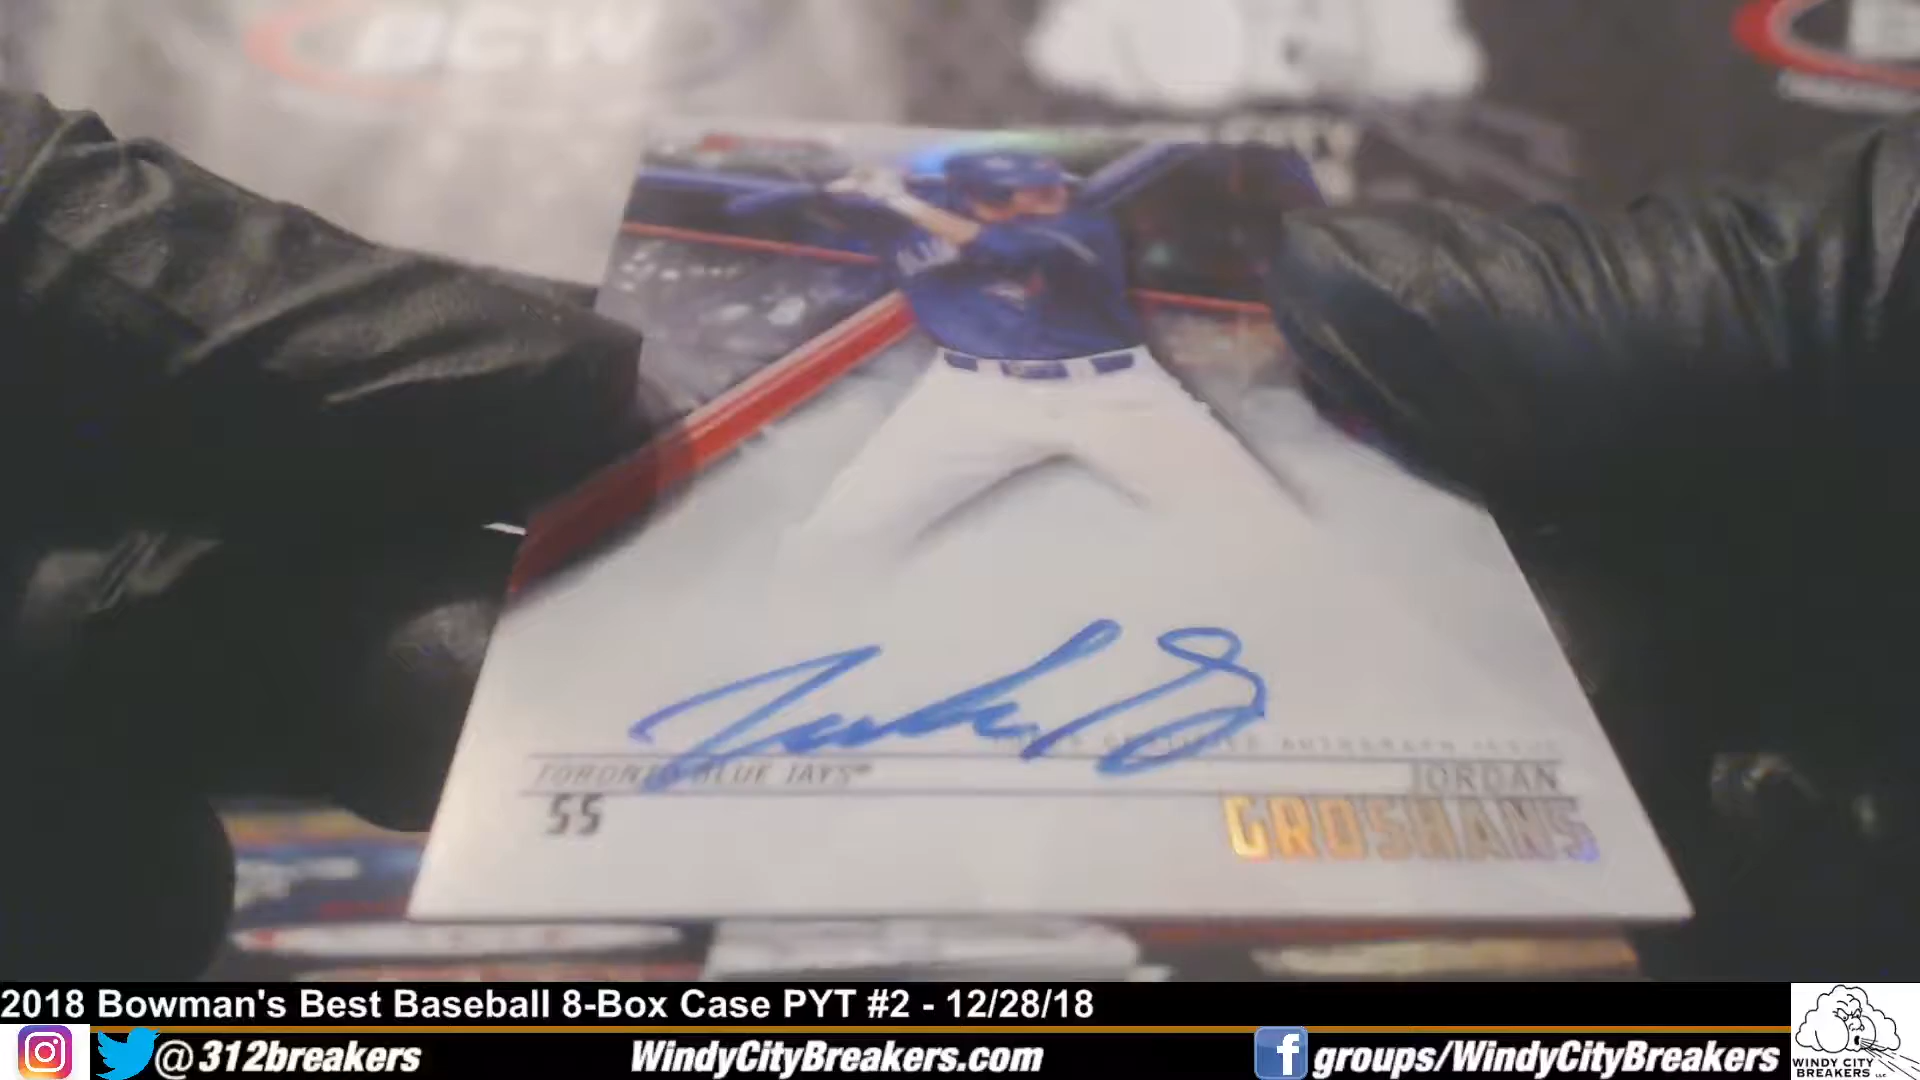 BCW
TORONTO BLUE JAYS
JORDAN
SS
GROSHANS
2018 Bowman's Best Baseball 8-Box Case PYT #2 - 12/28/18
@312breakers
WindyCityBreakers.com
f groups/WindyCityBreakers
WINDY CITY
BREAKERS LLC